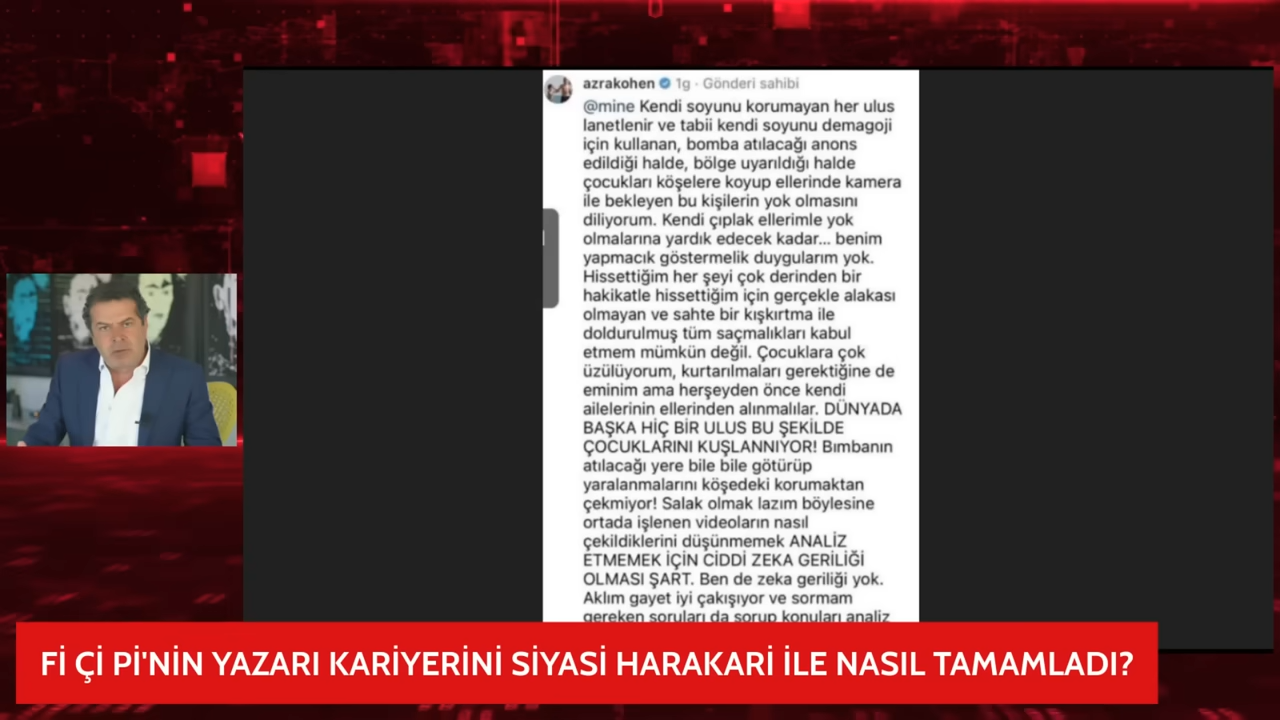 azrakohen 1g · Gönderi sahibi
@mine Kendi soyunu korumayan her ulus
lanetlenir ve tabii kendi soyunu demagoji
için kullanan, bomba atılacağı anons
edildiği halde, bölge uyarıldığı halde
çocukları köşelere koyup ellerinde kamera
ile bekleyen bu kişilerin yok olmasını
diliyorum. Kendi çıplak ellerimle yok
olmalarına yardık edecek kadar... benim
yapmacık göstermelik duygularım yok.
Hissettiğim her şeyi çok derinden bir
hakikatle hissettiğim için gerçekle alakası
olmayan ve sahte bir kışkırtma ile
doldurulmuş tüm saçmalıkları kabul
etmem mümkün değil. Çocuklara çok
üzülüyorum, kurtarılmaları gerektiğine de
eminim ama herşeyden önce kendi
ailelerinin ellerinden alınmalılar. DÜNYADA
BAŞKA HİÇ BİR ULUS BU ŞEKİLDE
ÇOCUKLARINI KUŞLANNIYOR! Bımbanın
atılacağı yere bile bile götürüp
yaralanmalarını köşedeki korumaktan
çekmiyor! Salak olmak lazım böylesine
ortada işlenen videoların nasıl
çekildiklerini düşünmemek ANALİZ
ETMEMEK İÇİN CİDDİ ZEKA GERİLİĞİ
OLMASI ŞART. Ben de zeka geriliği yok.
Aklım gayet iyi çakışıyor ve sormam
gereken soruları da sorup konuları analiz
Fİ Çİ Pİ'NİN YAZARI KARİYERİNİ SİYASİ HARAKARİ İLE NASIL TAMAMLADI?